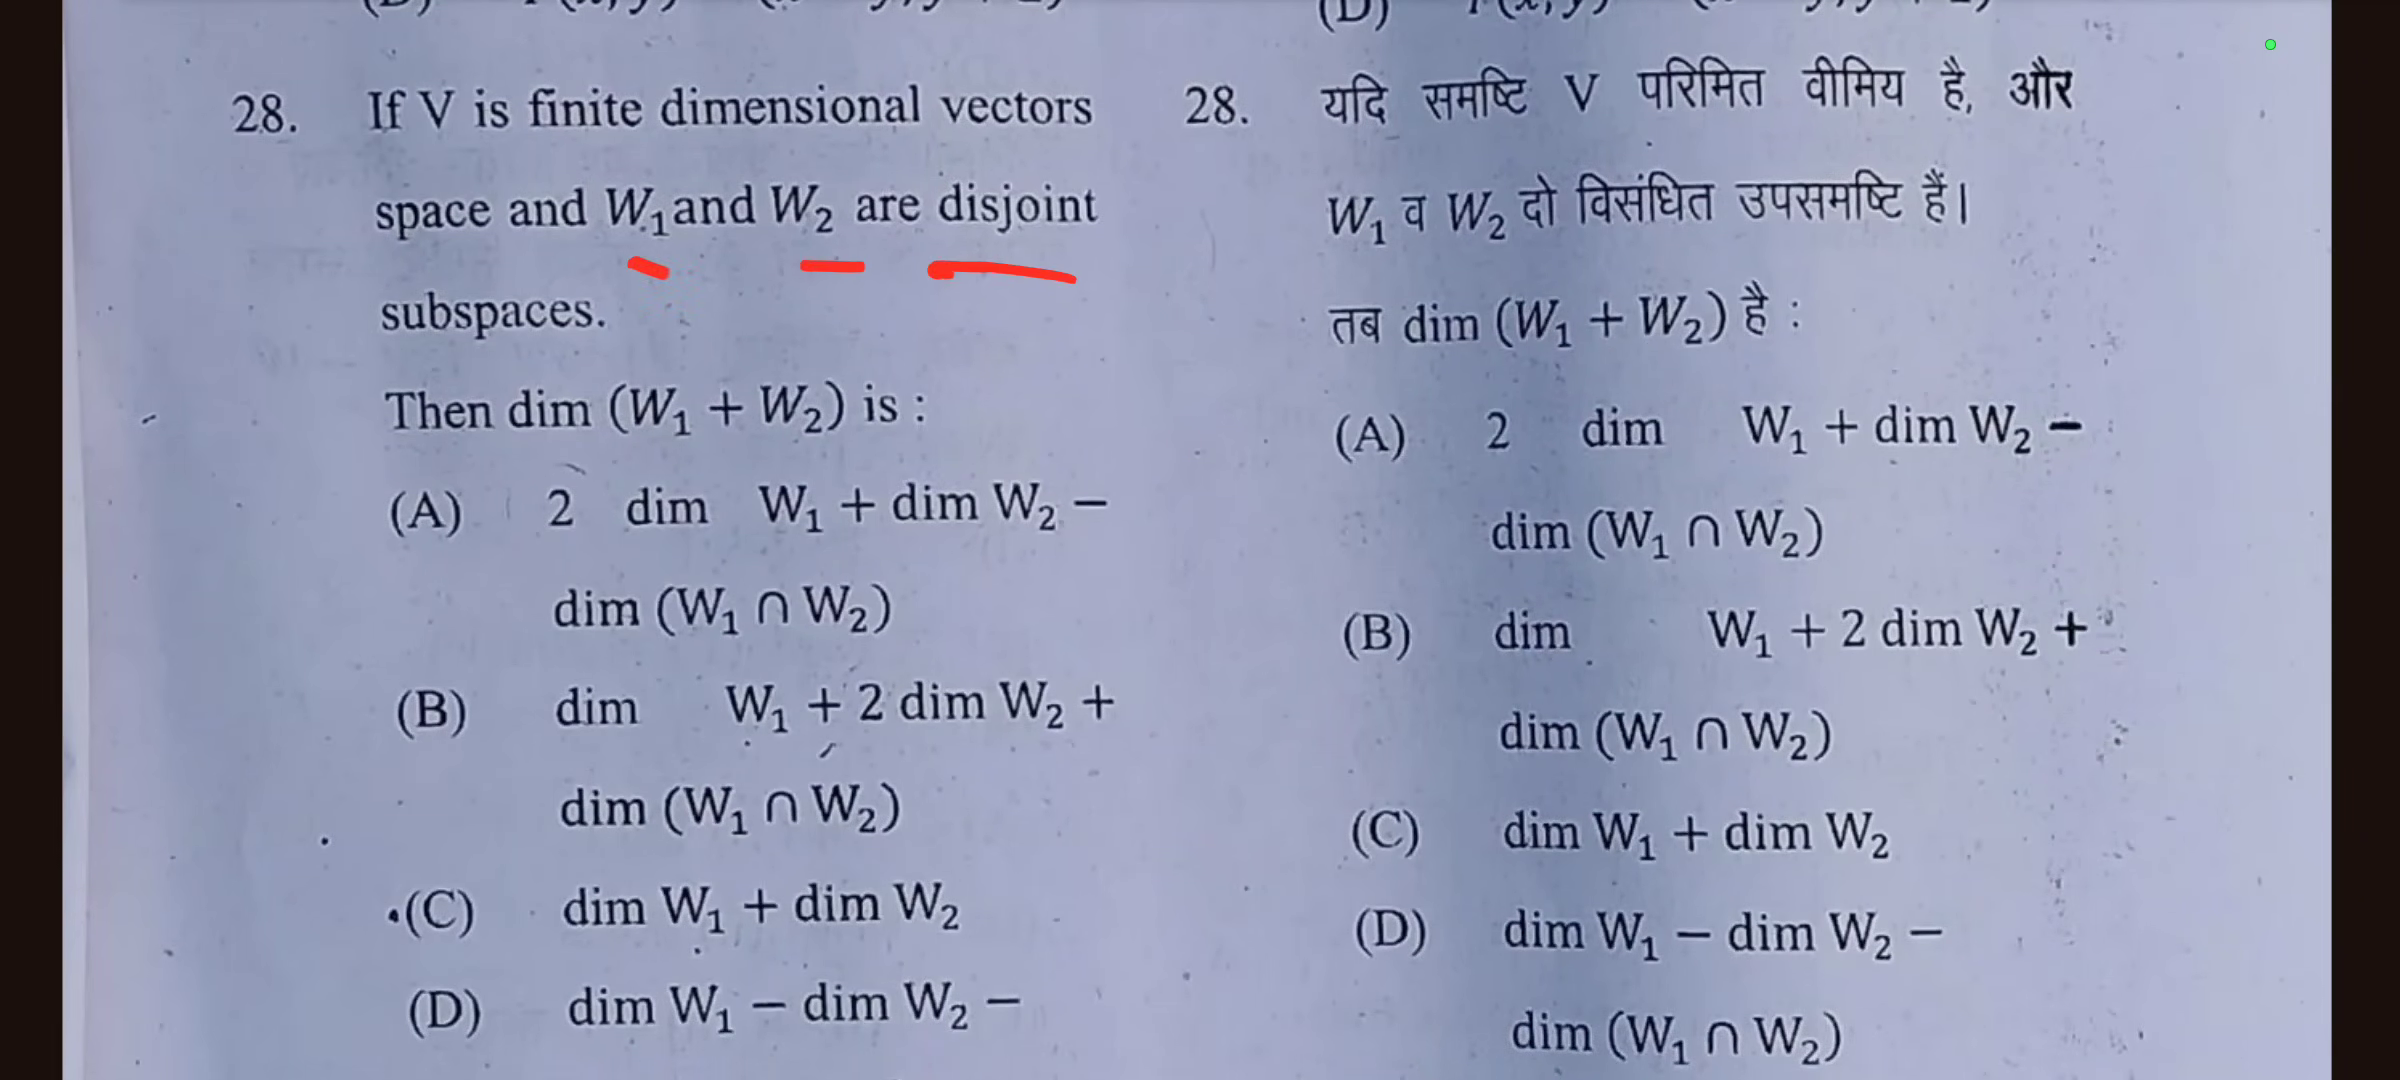 28. If V is finite dimensional vectors
space and W₁and W₂ are disjoint
subspaces.
Then dim (W₁ + W₂) is :
(A) 2 dim W₁ + dim W₂ −
dim (W₁ ∩ W₂)
(B) dim W₁ + 2 dim W₂ +
dim (W₁ ∩ W₂)
(C) dim W₁ + dim W₂
(D) dim W₁ − dim W₂ −
(D)
28. यदि समष्टि V परिमित वीमिय है, और
W₁ व W₂ दो विसंधित उपसमष्टि हैं।
तब dim (W₁ + W₂) है :
(A) 2 dim W₁ + dim W₂ −
dim (W₁ ∩ W₂)
(B) dim W₁ + 2 dim W₂ +
dim (W₁ ∩ W₂)
(C) dim W₁ + dim W₂
(D) dim W₁ − dim W₂ −
dim (W₁ ∩ W₂)